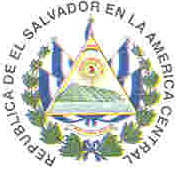 REPUBLICA DE EL SALVADOR EN LA AMERICA CENTRAL